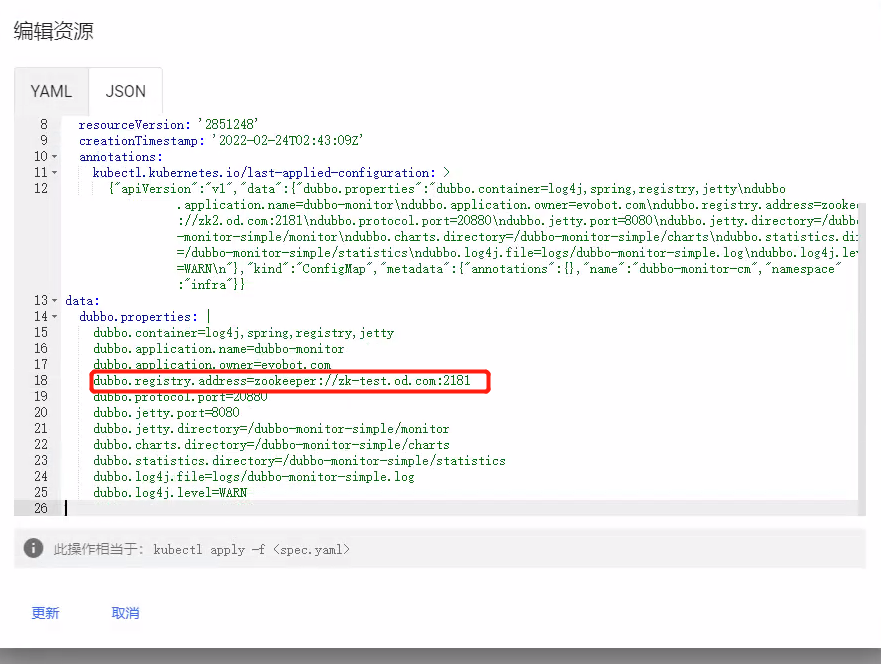 编辑资源
YAML JSON
8 resourceVersion: '2851248'
9 creationTimestamp: '2022-02-24T02:43:09Z'
10 annotations:
11 kubectl.kubernetes.io/last-applied-configuration: >
12 {"apiVersion":"v1","data":{"dubbo.properties":"dubbo.container=log4j,spring,registry,jetty\ndubbo
.application.name=dubbo-monitor\ndubbo.application.owner=evobot.com\ndubbo.registry.address=zookee
://zk2.od.com:2181\ndubbo.protocol.port=20880\ndubbo.jetty.port=8080\ndubbo.jetty.directory=/dubb
-monitor-simple/monitor\ndubbo.charts.directory=/dubbo-monitor-simple/charts\ndubbo.statistics.di
=/dubbo-monitor-simple/statistics\ndubbo.log4j.file=logs/dubbo-monitor-simple.log\ndubbo.log4j.le
=WARN\n"},"kind":"ConfigMap","metadata":{"annotations":{},"name":"dubbo-monitor-cm","namespace"
:"infra"}}
13 data:
14 dubbo.properties: |
15 dubbo.container=log4j,spring,registry,jetty
16 dubbo.application.name=dubbo-monitor
17 dubbo.application.owner=evobot.com
18 dubbo.registry.address=zookeeper://zk-test.od.com:2181
19 dubbo.protocol.port=20880
20 dubbo.jetty.port=8080
21 dubbo.jetty.directory=/dubbo-monitor-simple/monitor
22 dubbo.charts.directory=/dubbo-monitor-simple/charts
23 dubbo.statistics.directory=/dubbo-monitor-simple/statistics
24 dubbo.log4j.file=logs/dubbo-monitor-simple.log
25 dubbo.log4j.level=WARN
26
此操作相当于: kubectl apply -f <spec.yaml>
更新 取消